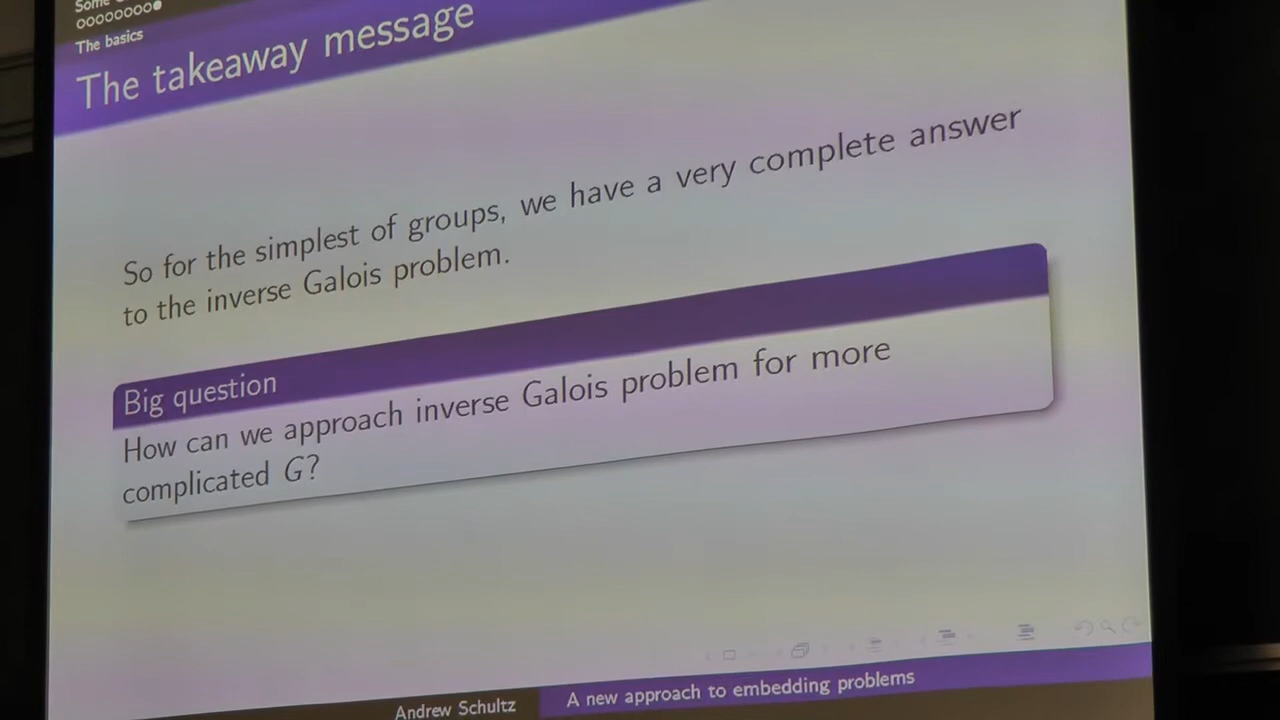 Some
The basics
The takeaway message
So for the simplest of groups, we have a very complete answer
to the inverse Galois problem.
Big question
How can we approach inverse Galois problem for more
complicated G?
Andrew Schultz
A new approach to embedding problems